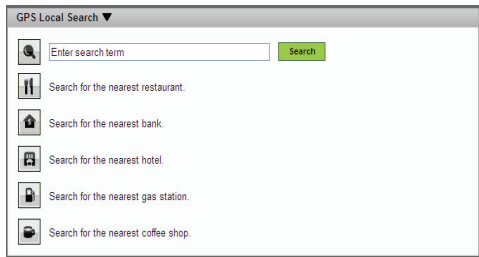 GPS Local Search ▼
Enter search term Search
Search for the nearest restaurant.
Search for the nearest bank.
Search for the nearest hotel.
Search for the nearest gas station.
Search for the nearest coffee shop.